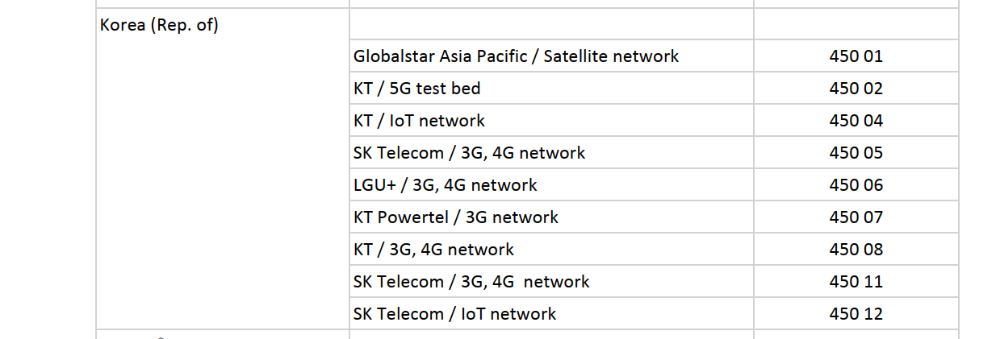 Korea (Rep. of)
Globalstar Asia Pacific / Satellite network 450 01
KT / 5G test bed 450 02
KT / IoT network 450 04
SK Telecom / 3G, 4G network 450 05
LGU+ / 3G, 4G network 450 06
KT Powertel / 3G network 450 07
KT / 3G, 4G network 450 08
SK Telecom / 3G, 4G  network 450 11
SK Telecom / IoT network 450 12
*